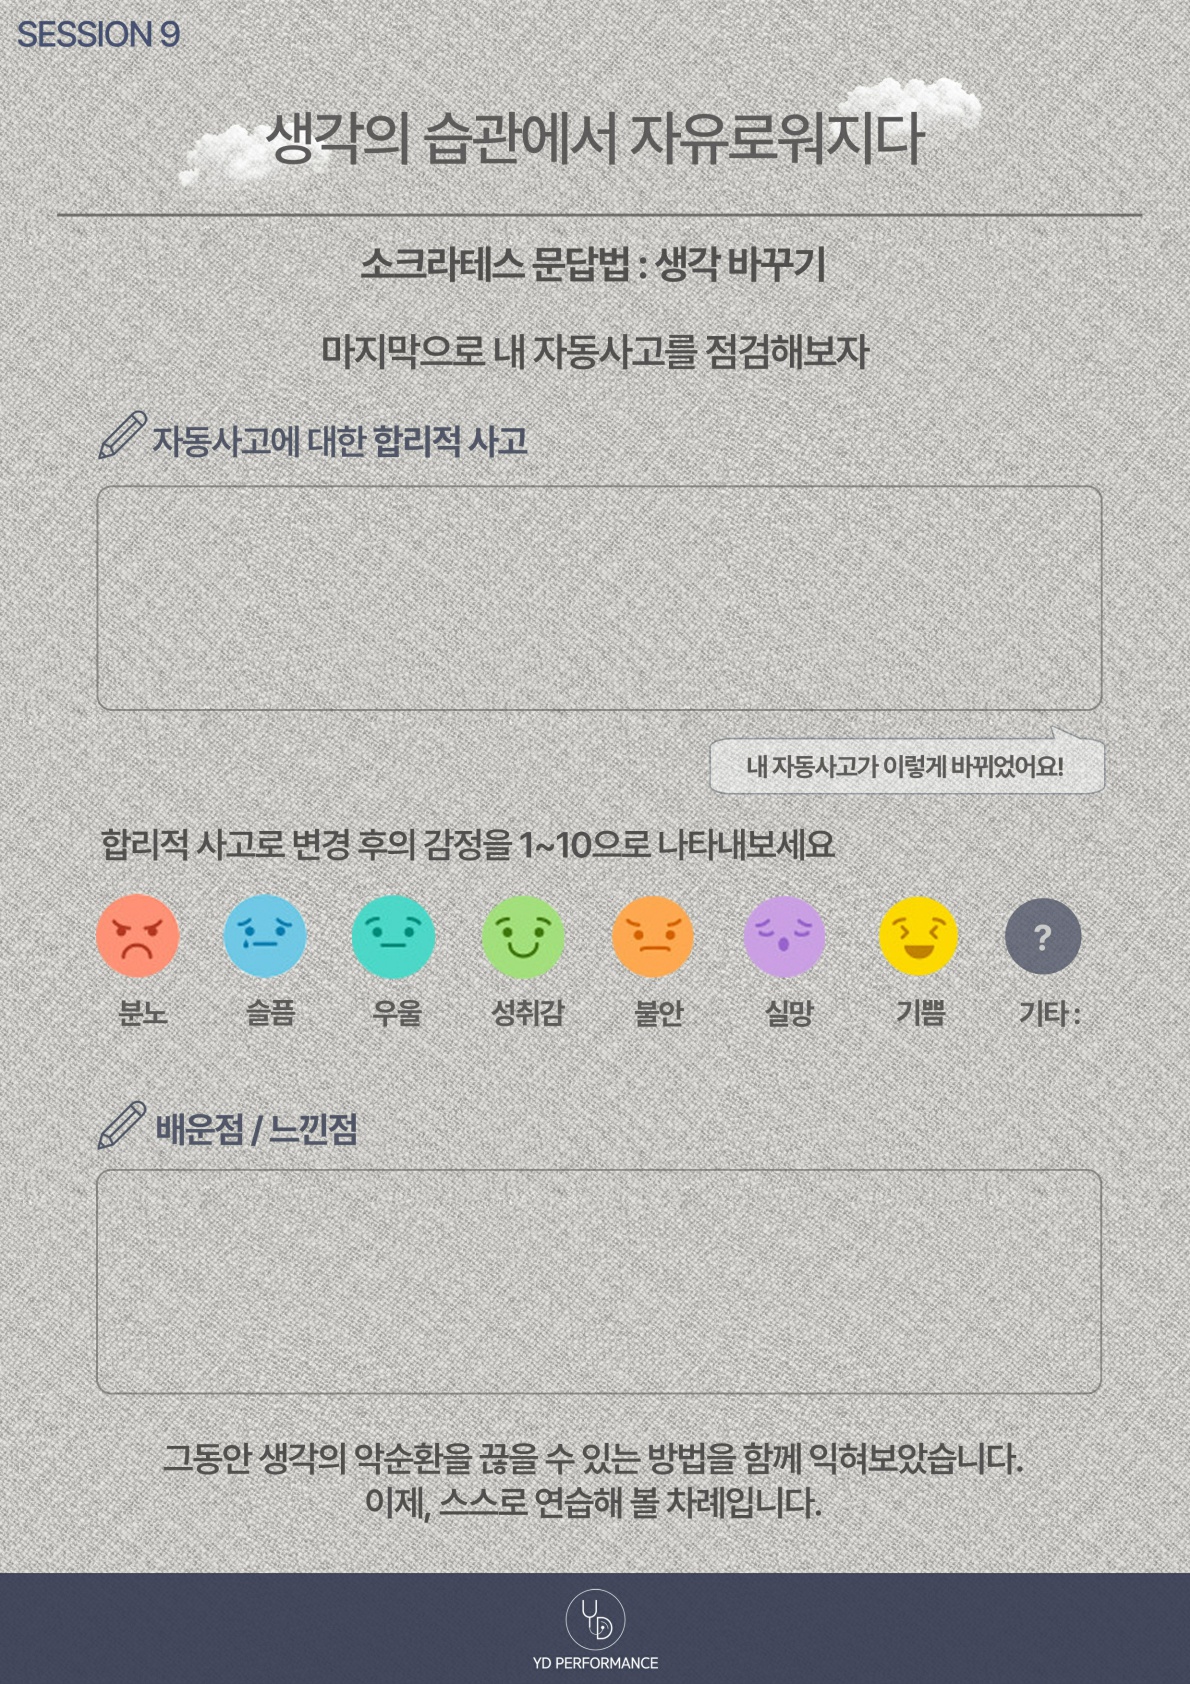 SESSION 9
생각의 습관에서 자유로워지다
소크라테스 문답법 : 생각 바꾸기
마지막으로 내 자동사고를 점검해보자
자동사고에 대한 합리적 사고
내 자동사고가 이렇게 바뀌었어요!
합리적 사고로 변경 후의 감정을 1~10으로 나타내보세요
?
분노 슬픔 우울 성취감 불안 실망 기쁨 기타 :
배운점 / 느낀점
그동안 생각의 악순환을 끊을 수 있는 방법을 함께 익혀보았습니다.
이제, 스스로 연습해 볼 차례입니다.
YD
YD PERFORMANCE